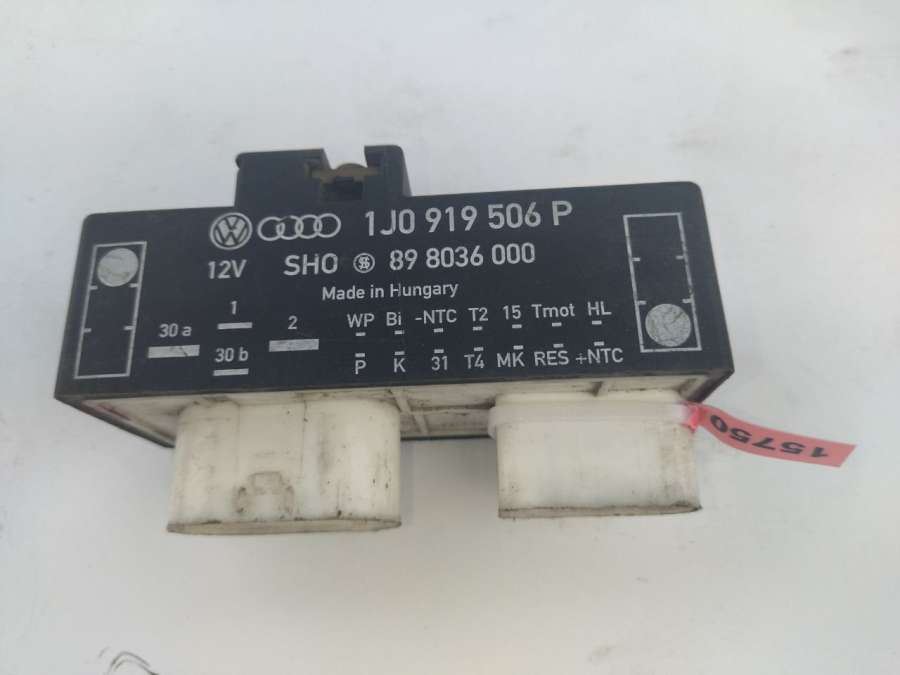 1J0 919 506 P
12V SHO 89 8036 000
Made in Hungary
30 a 1 2 WP Bi -NTC T2 15 Tmot HL
30 b P K 31 T4 MK RES +NTC
15750